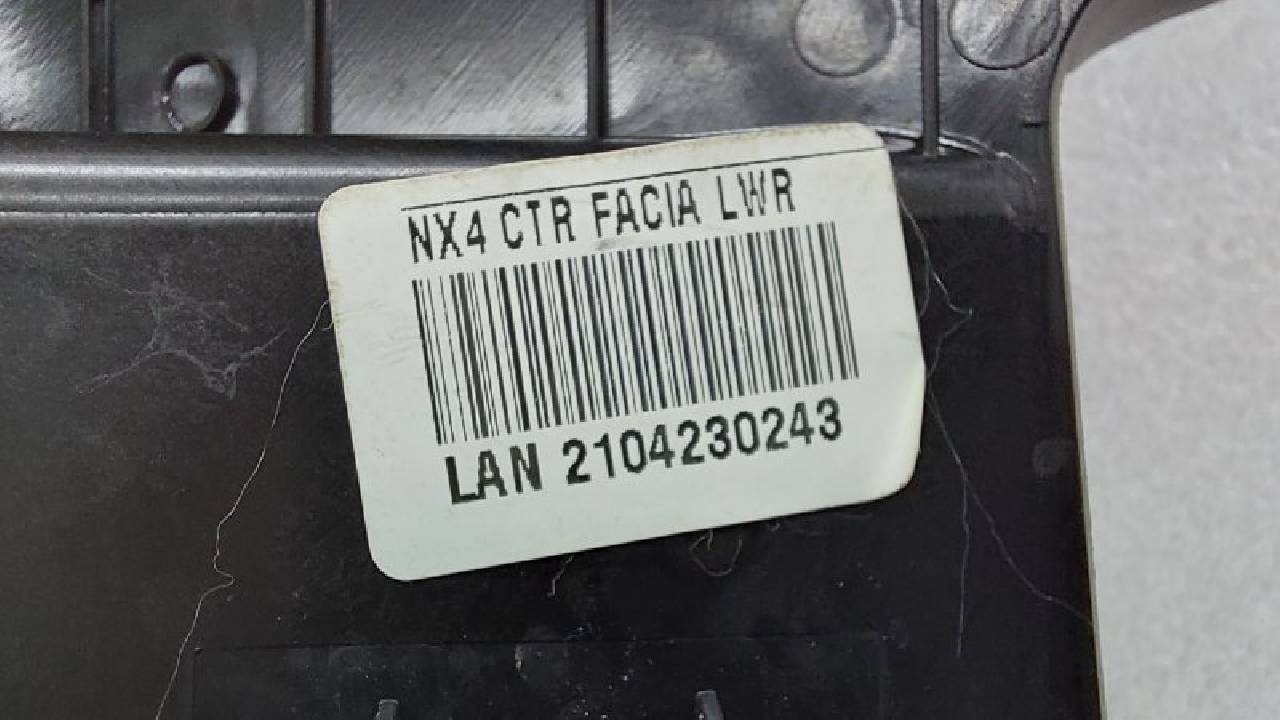 NX4 CTR FACIA LWR
LAN 2104230243